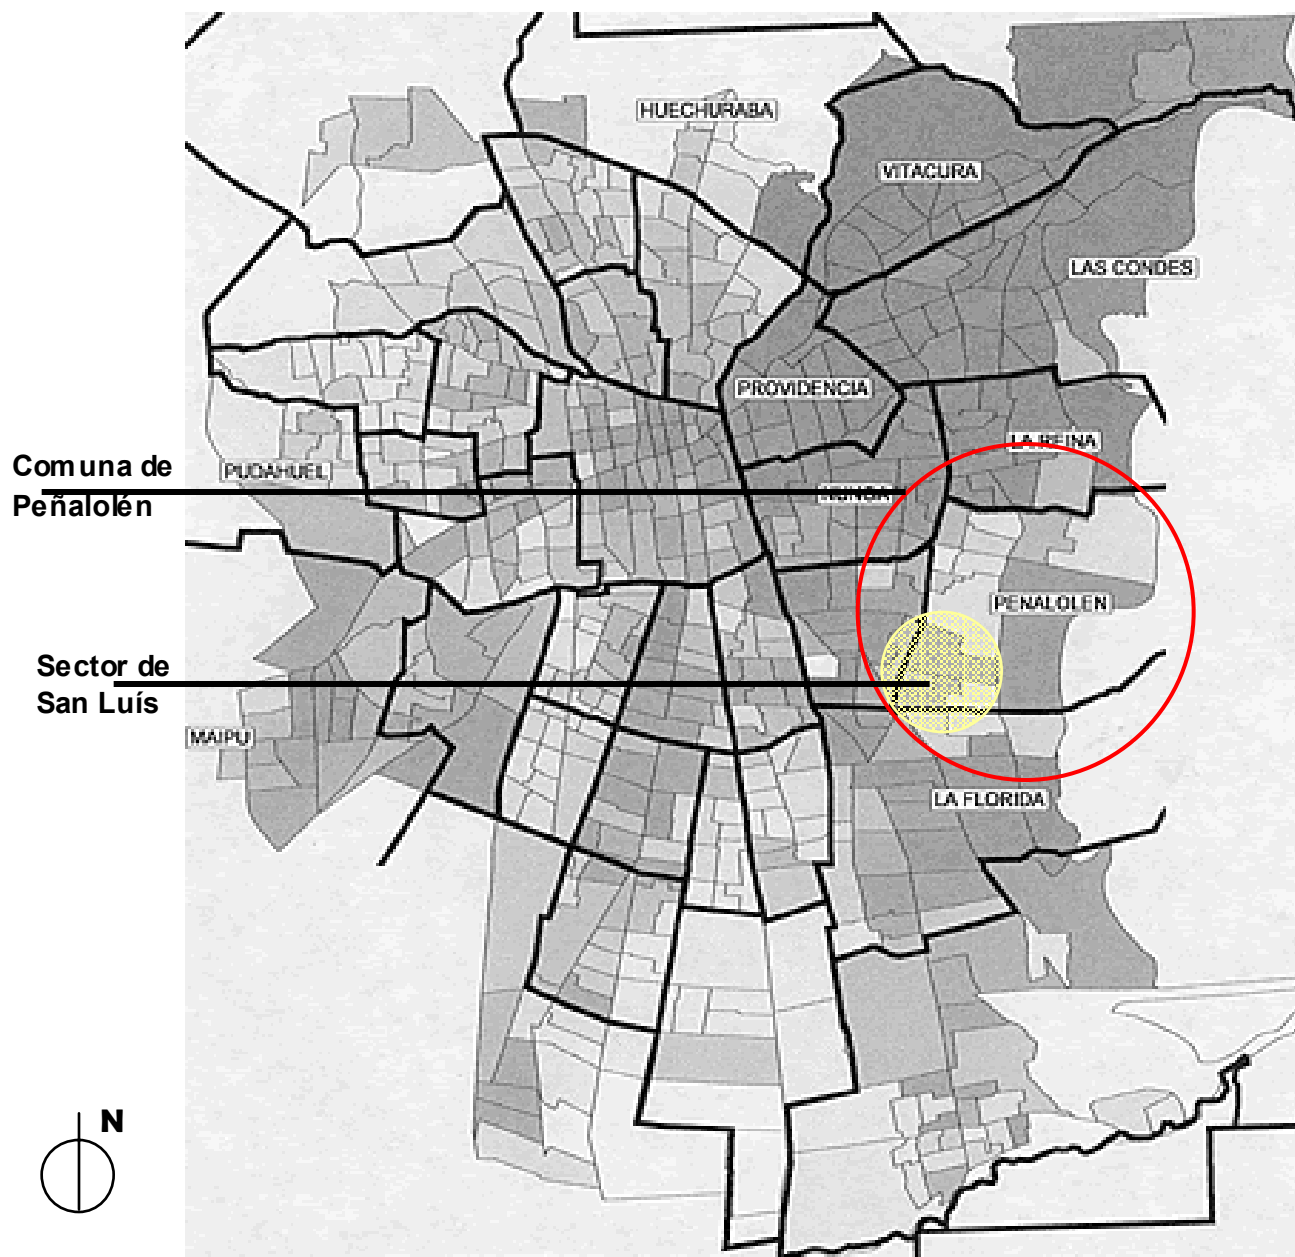 HUECHURABA
VITACURA
LAS CONDES
PROVIDENCIA
LA REINA
Comuna de
Peñalolén
PUDAHUEL
ÑUÑOA
PEÑALOLEN
Sector de
San Luís
MAIPU
LA FLORIDA
N